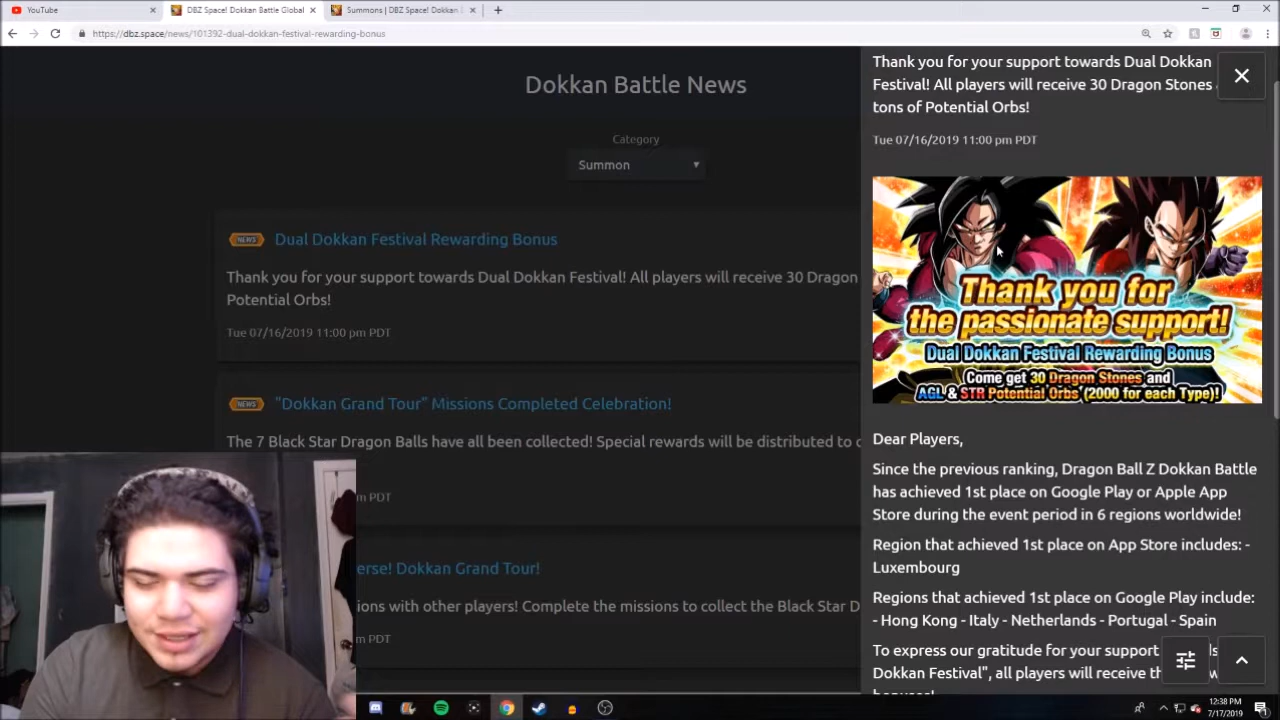 YouTube
DBZ Space! Dokkan Battle Global
Summons | DBZ Space! Dokkan
https://dbz.space/news/101392-dual-dokkan-festival-rewarding-bonus
Dokkan Battle News
Category
Summon
NEWS
Dual Dokkan Festival Rewarding Bonus
Thank you for your support towards Dual Dokkan Festival! All players will receive 30 Dragon
Potential Orbs!
Tue 07/16/2019 11:00 pm PDT
NEWS
"Dokkan Grand Tour" Missions Completed Celebration!
The 7 Black Star Dragon Balls have all been collected! Special rewards will be distributed to
m PDT
erse! Dokkan Grand Tour!
ions with other players! Complete the missions to collect the Black Star D
m PDT
Thank you for your support towards Dual Dokkan
Festival! All players will receive 30 Dragon Stones
tons of Potential Orbs!
Tue 07/16/2019 11:00 pm PDT
Thank you for
the passionate support!
Dual Dokkan Festival Rewarding Bonus
Come get 30 Dragon Stones and
AGL & STR Potential Orbs (2000 for each Type)!
Dear Players,
Since the previous ranking, Dragon Ball Z Dokkan Battle
has achieved 1st place on Google Play or Apple App
Store during the event period in 6 regions worldwide!
Region that achieved 1st place on App Store includes: -
Luxembourg
Regions that achieved 1st place on Google Play include:
- Hong Kong - Italy - Netherlands - Portugal - Spain
To express our gratitude for your support
Dokkan Festival", all players will receive
12:38 PM
7/17/2019